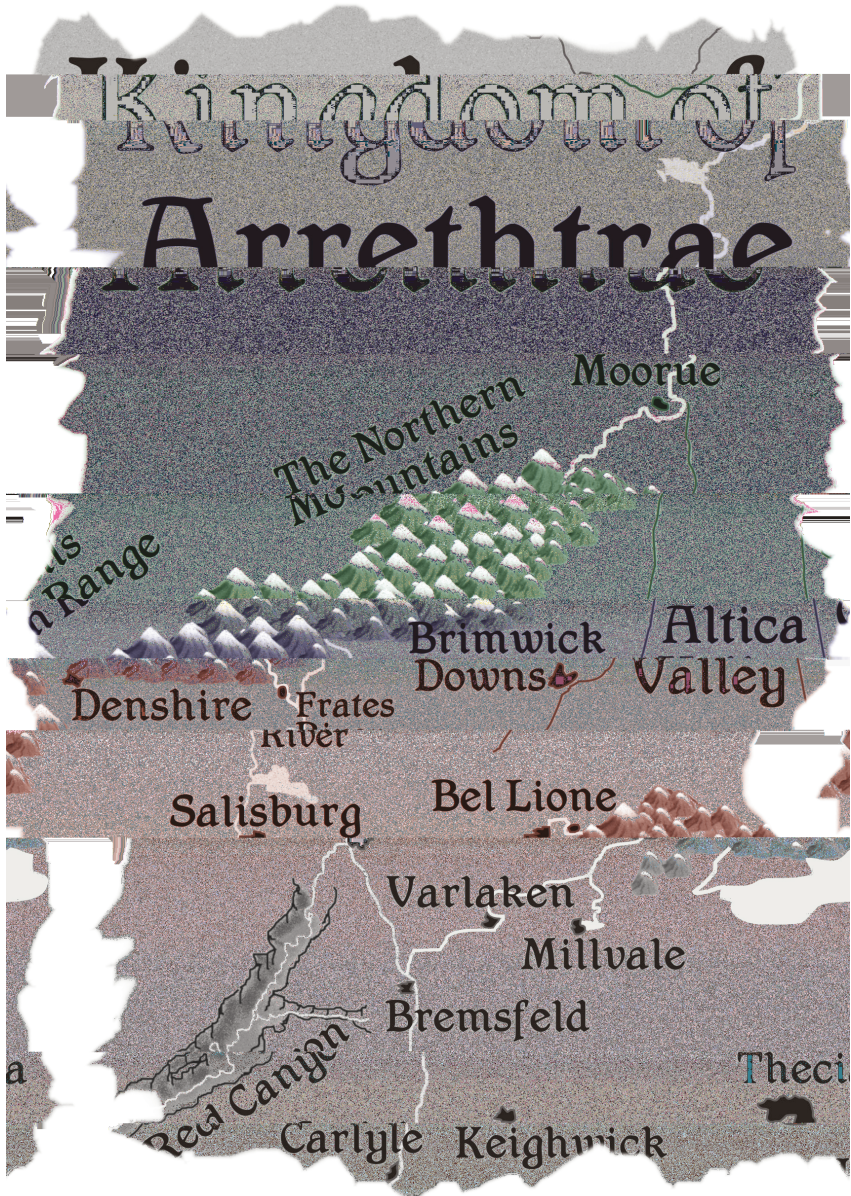 Kingdom of
Arrethtrae
Moorue
The Northern
Mountains
n Range
Brimwick
Downs
Altica
Valley
Denshire
Frates
River
Salisburg
Bel Lione
Varlaken
Millvale
Bremsfeld
Red Canyon
Carlyle
Keighwick